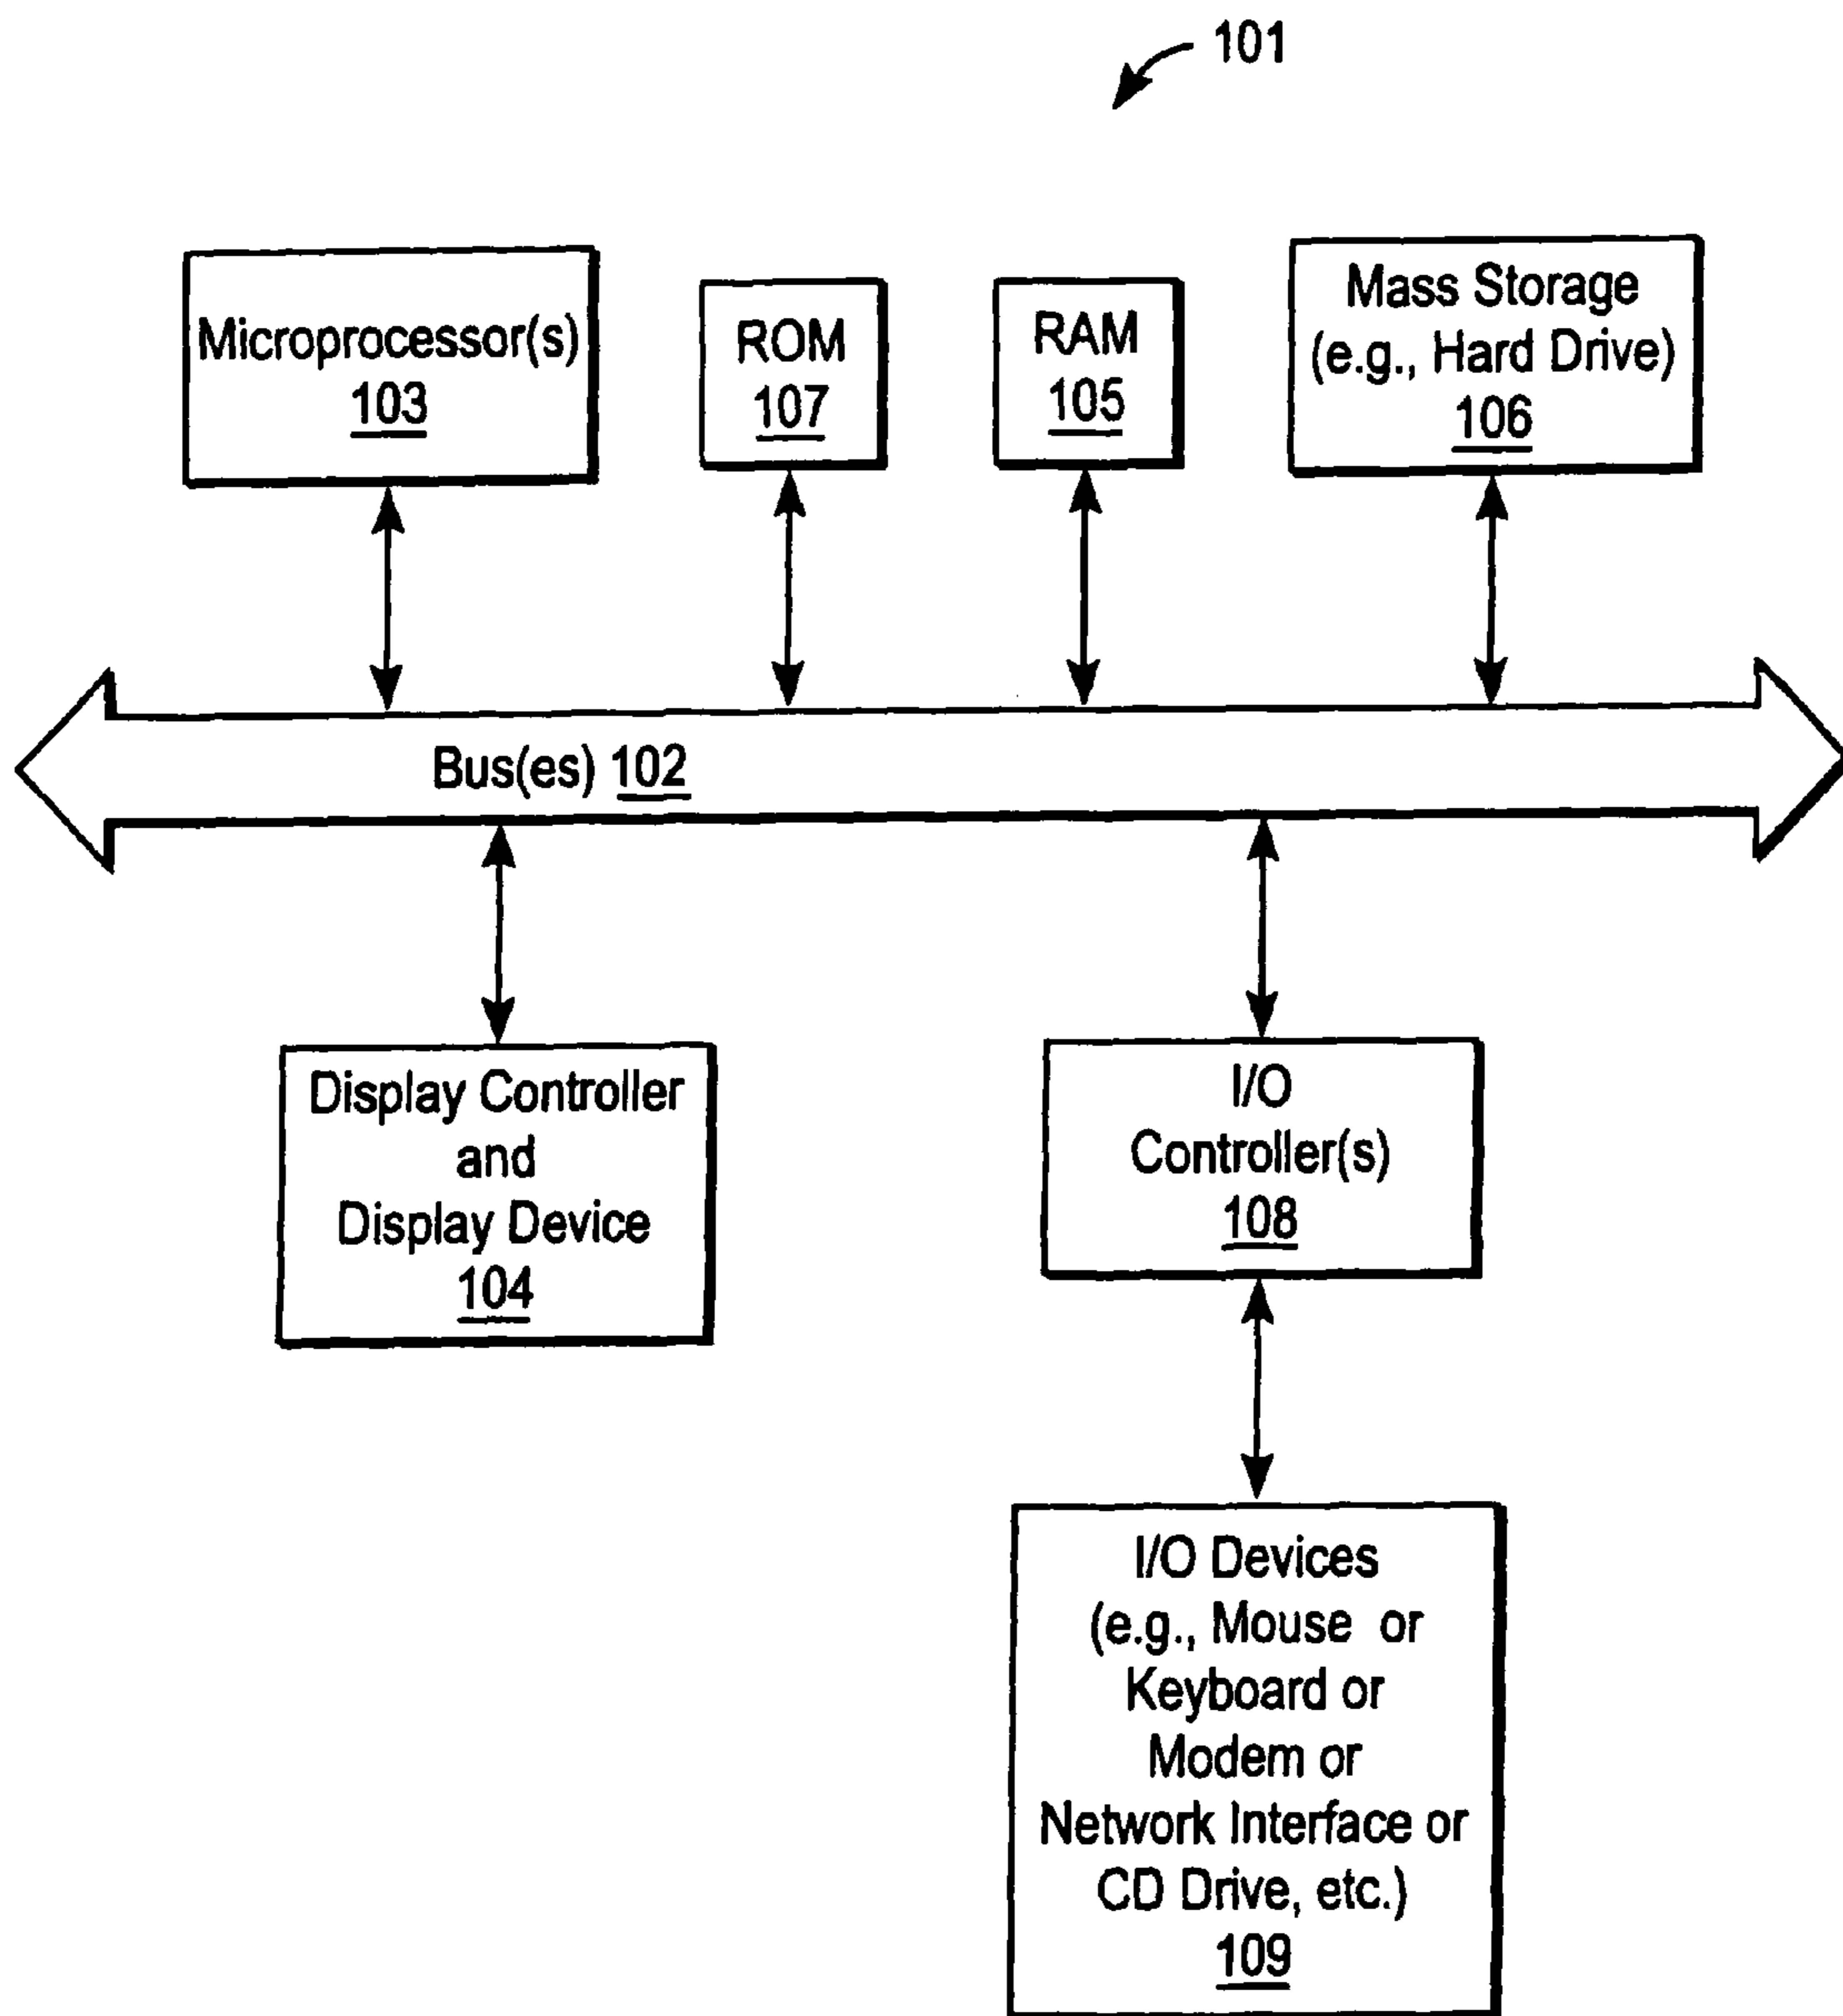 101
Microprocessor(s)
103
ROM
107
RAM
105
Mass Storage
(e.g., Hard Drive)
106
Bus(es) 102
Display Controller
and
Display Device
104
I/O
Controller(s)
108
I/O Devices
(e.g., Mouse or
Keyboard or
Modem or
Network Interface or
CD Drive, etc.)
109